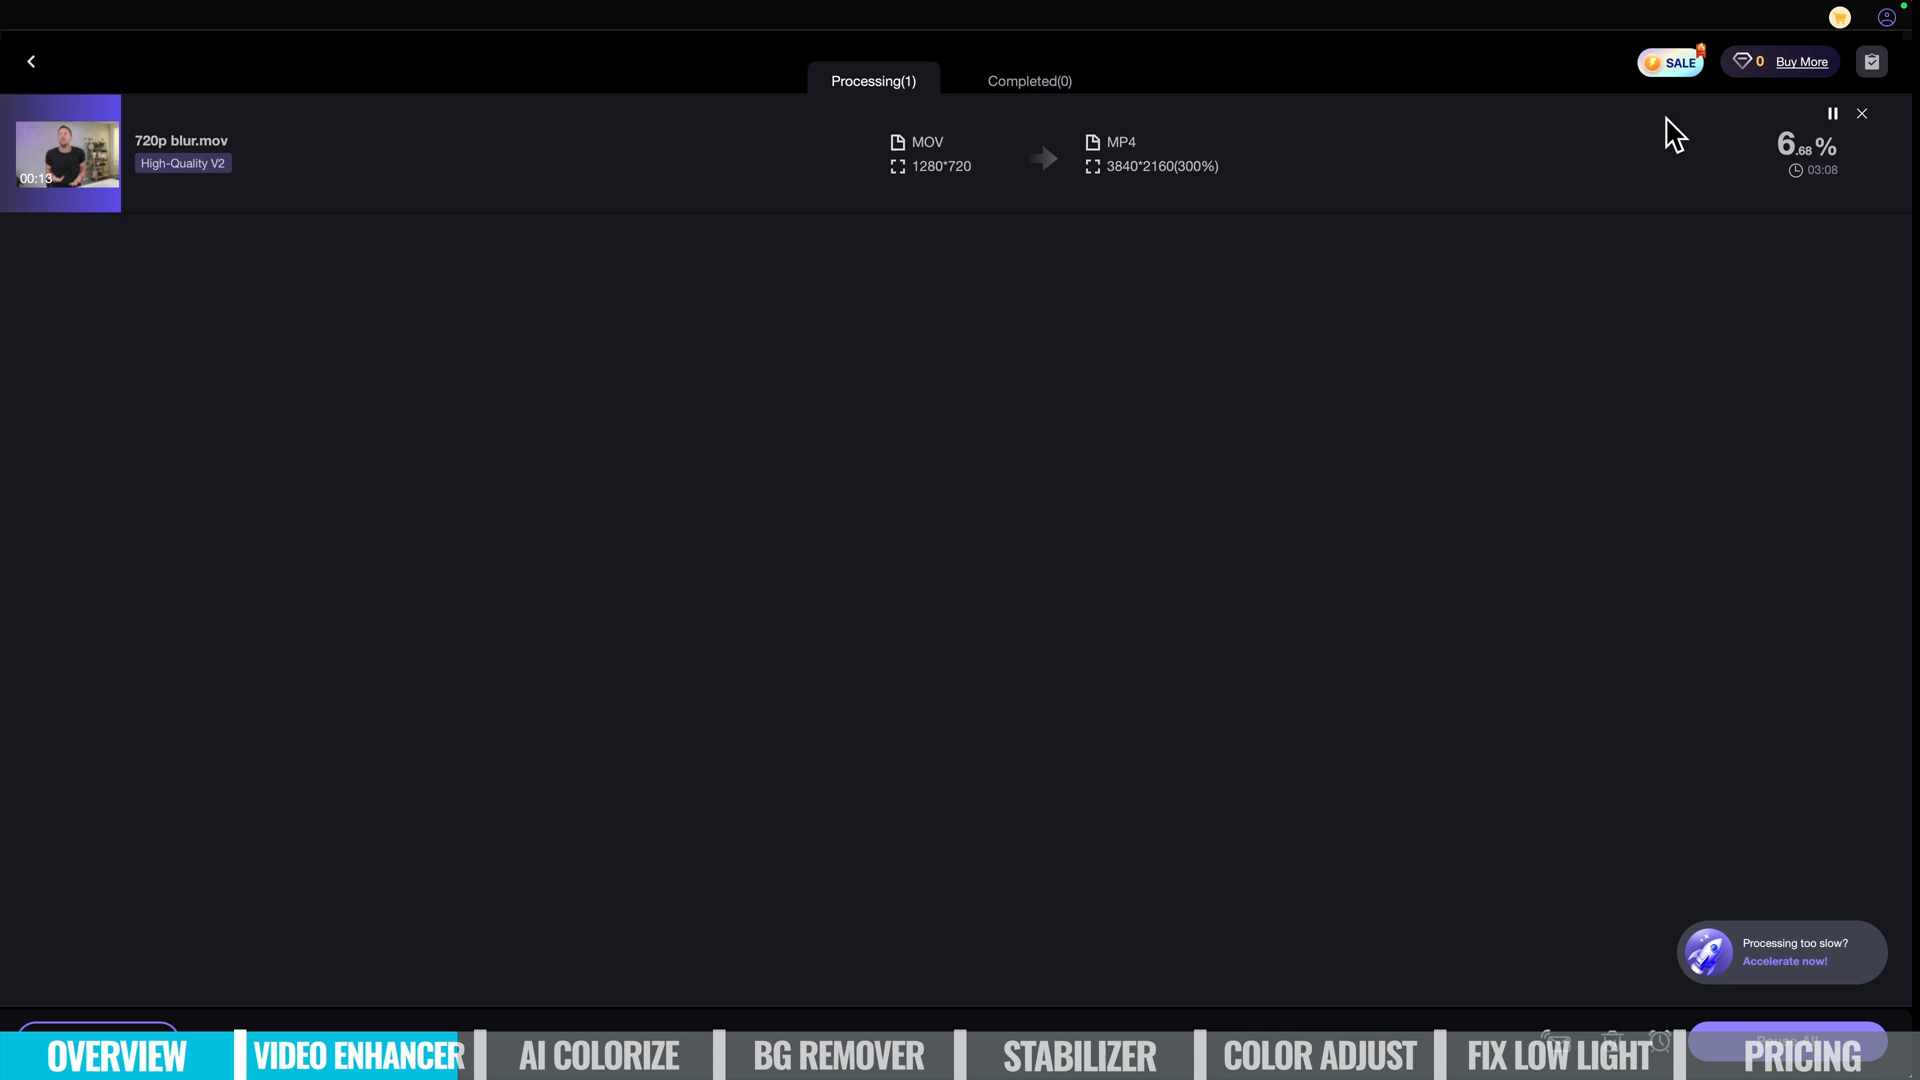 SALE
0 Buy More
Processing(1)
Completed(0)
00:13
720p blur.mov
High-Quality V2
MOV
1280*720
MP4
3840*2160(300%)
6.68%
03:08
Processing too slow?
Accelerate now!
OVERVIEW
VIDEO ENHANCER
AI COLORIZE
BG REMOVER
STABILIZER
COLOR ADJUST
FIX LOW LIGHT
PRICING